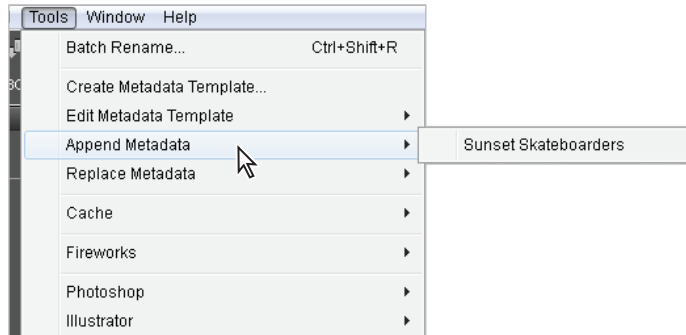 Tools Window Help
Batch Rename... Ctrl+Shift+R
Create Metadata Template...
Edit Metadata Template
Append Metadata
Sunset Skateboarders
Replace Metadata
Cache
Fireworks
Photoshop
Illustrator